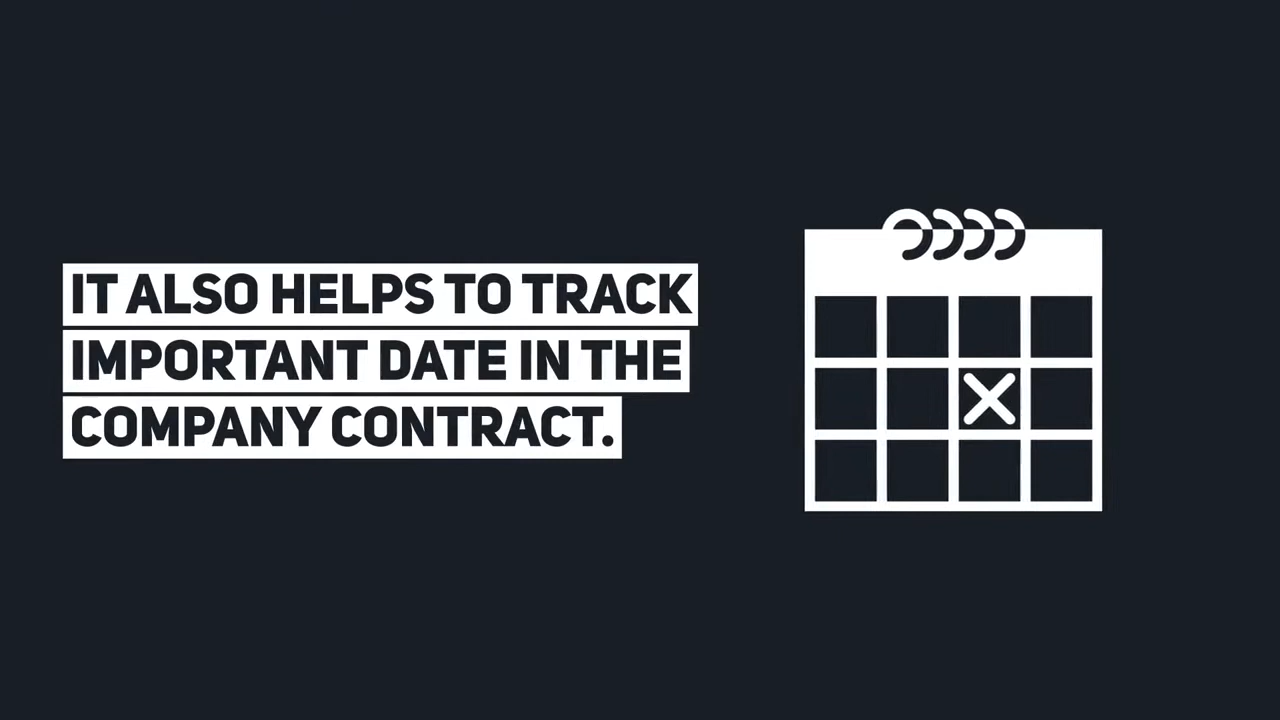 IT ALSO HELPS TO TRACK
IMPORTANT DATE IN THE
COMPANY CONTRACT.